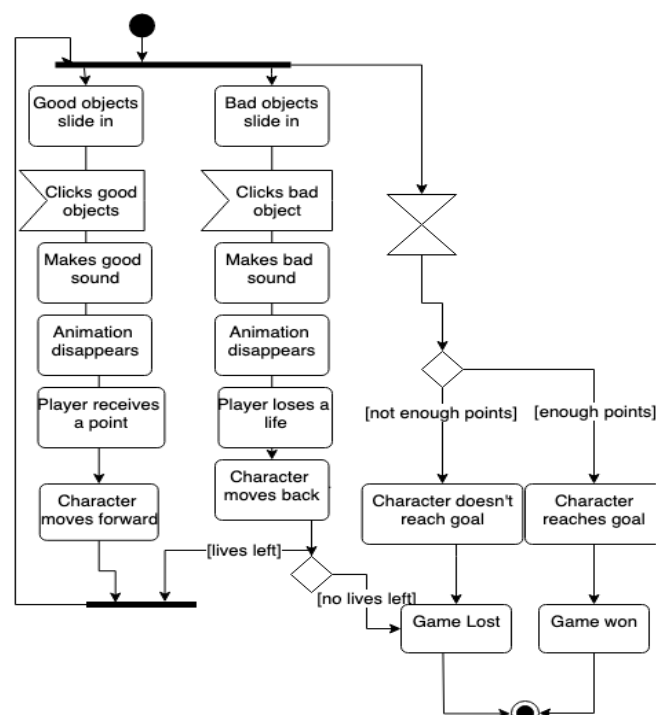 Good objects
slide in
Bad objects
slide in
Clicks good
objects
Clicks bad
object
Makes good
sound
Makes bad
sound
Animation
disappears
Animation
disappears
Player receives
a point
Player loses a
life
[not enough points]
[enough points]
Character
moves forward
Character
moves back
Character doesn't
reach goal
Character
reaches goal
[lives left]
[no lives left]
Game Lost
Game won